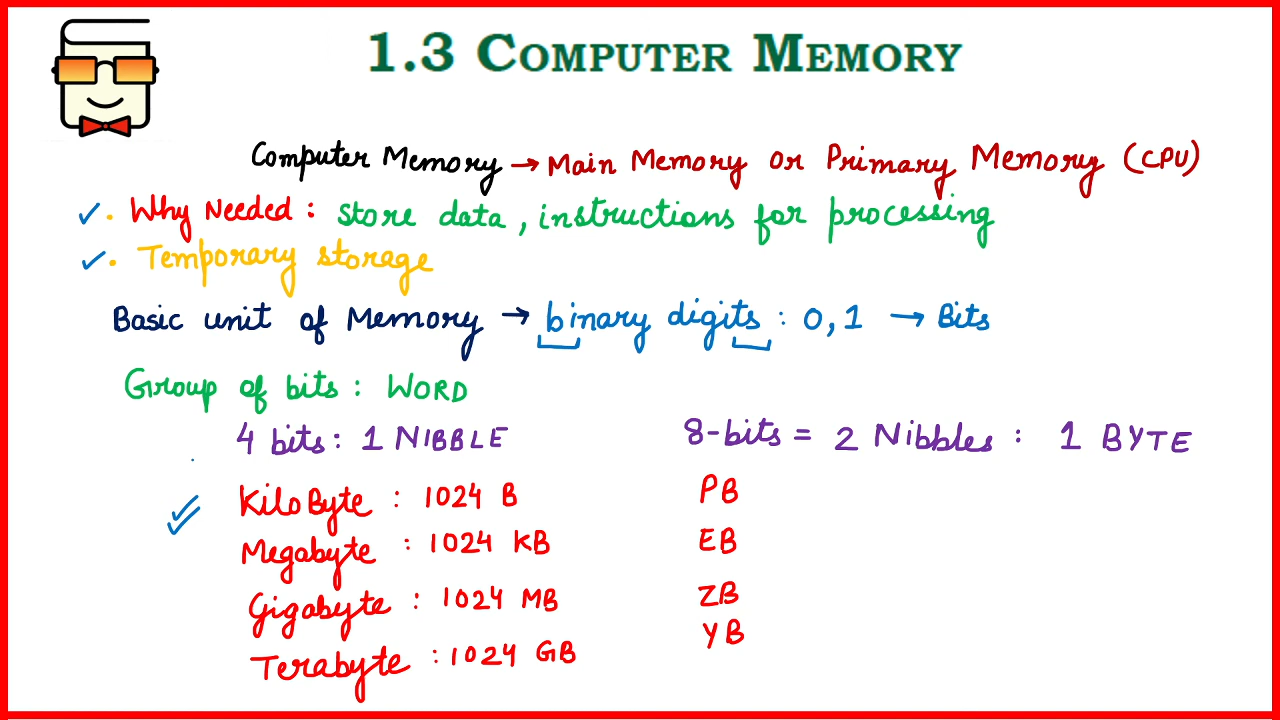 1.3 COMPUTER MEMORY
Computer Memory → Main Memory or Primary Memory (CPU)
Why Needed : store data, instructions for processing
Temporary storage
Basic unit of Memory → binary digits : 0, 1 → Bits
Group of bits : WORD
4 bits : 1 NIBBLE 8-bits = 2 Nibbles : 1 BYTE
KiloByte : 1024 B PB
Megabyte : 1024 KB EB
Gigabyte : 1024 MB ZB
Terabyte : 1024 GB YB